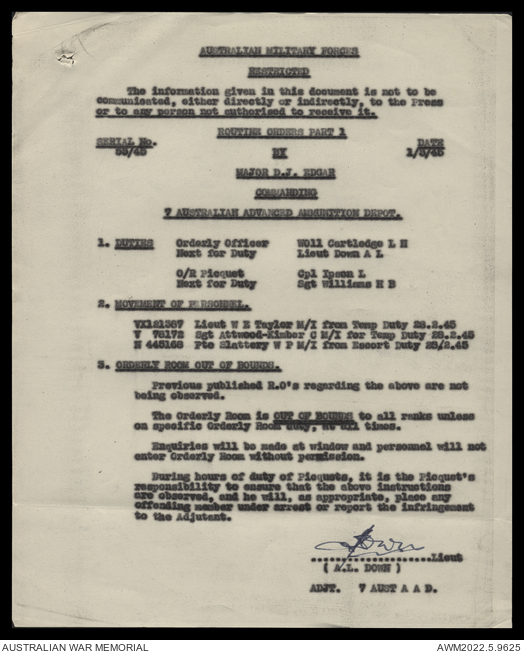 AUSTRALIAN MILITARY FORCES
RESTRICTED
The information given in this document is not to be
communicated, either directly or indirectly, to the Press
or to any person not authorised to receive it.
ROUTINE ORDERS PART 1
SERIAL No. DATE
53/45 BY 1/3/45
MAJOR D.J. EDGAR
COMMANDING
7 AUSTRALIAN ADVANCED AMMUNITION DEPOT.
1. DUTIES Orderly Officer WOll Cartledge L H
Next for Duty Lieut Down A L
O/R Picquet Cpl Ipson L
Next for Duty Sgt Williams H B
2. MOVEMENT OF PERSONNEL.
VX121387 Lieut W E Taylor M/I from Temp Duty 28.2.45
V 78172 Sgt Attwood-Kimber C M/I for Temp Duty 28.2.45
N 445168 Pte Slattery W P M/I from Escort Duty 25/2.45
3. ORDERLY ROOM OUT OF BOUNDS.
Previous published R.O's regarding the above are not
being observed.
The Orderly Room is OUT OF BOUNDS to all ranks unless
on specific Orderly Room duty, at all times.
Enquiries will be made at window and personnel will not
enter Orderly Room without permission.
During hours of duty of Picquets, it is the Picquet's
responsibility to ensure that the above instructions
are observed, and he will, as appropriate, place any
offending member under arrest or report the infringement
to the Adjutant.
ALDown
..................Lieut
( A.L. DOWN )
ADJT. 7 AUST A A D.
AUSTRALIAN WAR MEMORIAL AWM2022.5.9625